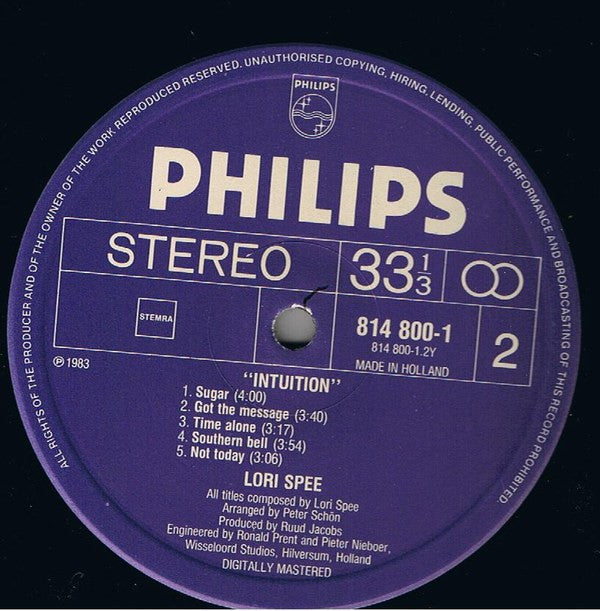 ALL RIGHTS OF THE PRODUCER AND OF THE OWNER OF THE WORK REPRODUCED RESERVED. UNAUTHORISED COPYING, HIRING, LENDING, PUBLIC PERFORMANCE AND BROADCASTING OF THIS RECORD PROHIBITED.
PHILIPS
PHILIPS
STEREO
33 1/3
STEMRA
814 800-1
814 800-1.2Y
MADE IN HOLLAND
2
℗ 1983
“INTUITION”
1. Sugar (4:00)
2. Got the message (3:40)
3. Time alone (3:17)
4. Southern bell (3:54)
5. Not today (3:06)
LORI SPEE
All titles composed by Lori Spee
Arranged by Peter Schön
Produced by Ruud Jacobs
Engineered by Ronald Prent and Pieter Nieboer,
Wisseloord Studios, Hilversum, Holland
DIGITALLY MASTERED